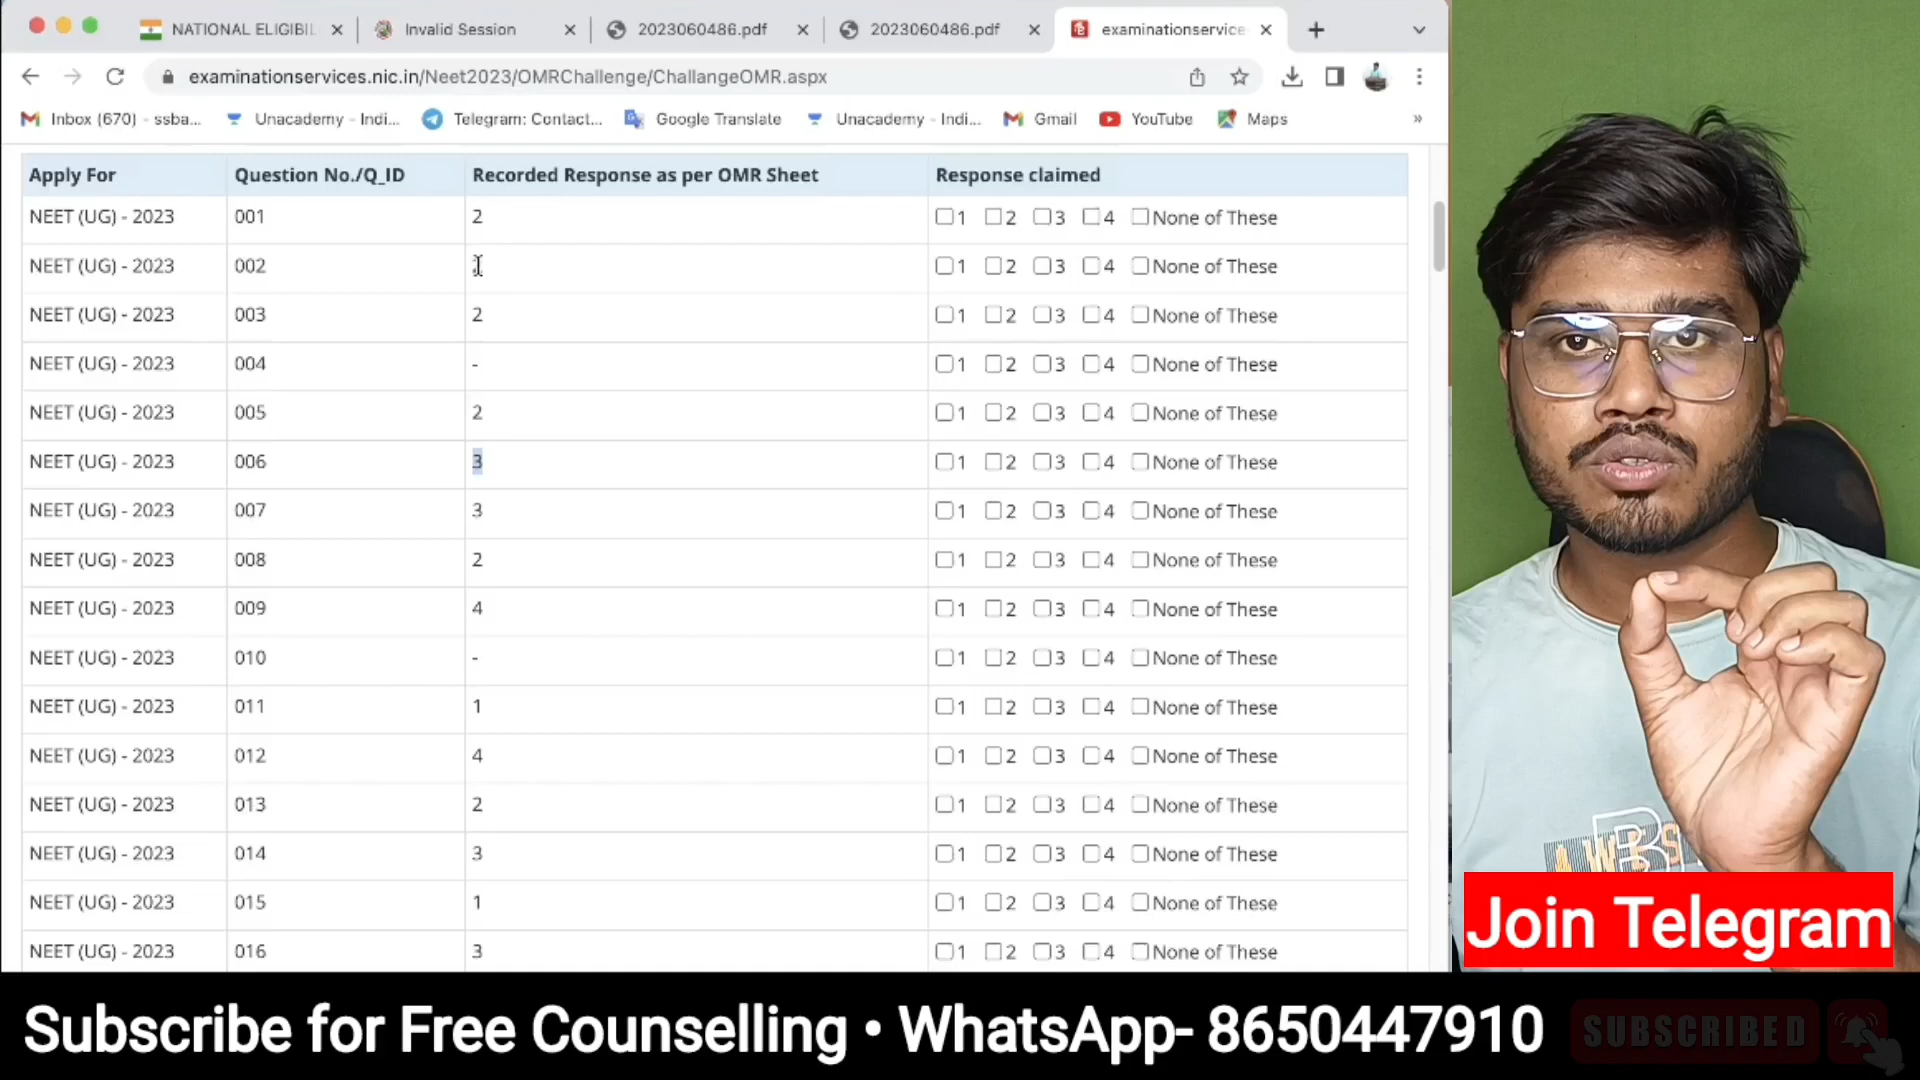 NATIONAL ELIGIBIL
Invalid Session
2023060486.pdf
2023060486.pdf
examinationservice
examinationservices.nic.in/Neet2023/OMRChallenge/ChallangeOMR.aspx
Inbox (670) - ssba... Unacademy - Indi... Telegram: Contact... Google Translate Unacademy - Indi... Gmail YouTube Maps »
Apply For Question No./Q_ID Recorded Response as per OMR Sheet Response claimed
NEET (UG) - 2023 001 2 1 2 3 4 None of These
NEET (UG) - 2023 002 1 2 3 4 None of These
NEET (UG) - 2023 003 2 1 2 3 4 None of These
NEET (UG) - 2023 004 - 1 2 3 4 None of These
NEET (UG) - 2023 005 2 1 2 3 4 None of These
NEET (UG) - 2023 006 3 1 2 3 4 None of These
NEET (UG) - 2023 007 3 1 2 3 4 None of These
NEET (UG) - 2023 008 2 1 2 3 4 None of These
NEET (UG) - 2023 009 4 1 2 3 4 None of These
NEET (UG) - 2023 010 - 1 2 3 4 None of These
NEET (UG) - 2023 011 1 1 2 3 4 None of These
NEET (UG) - 2023 012 4 1 2 3 4 None of These
NEET (UG) - 2023 013 2 1 2 3 4 None of These
NEET (UG) - 2023 014 3 1 2 3 4 None of These
NEET (UG) - 2023 015 1 1 2 3 4 None of These
NEET (UG) - 2023 016 3 1 2 3 4 None of These
Join Telegram
Subscribe for Free Counselling • WhatsApp- 8650447910
SUBSCRIBED